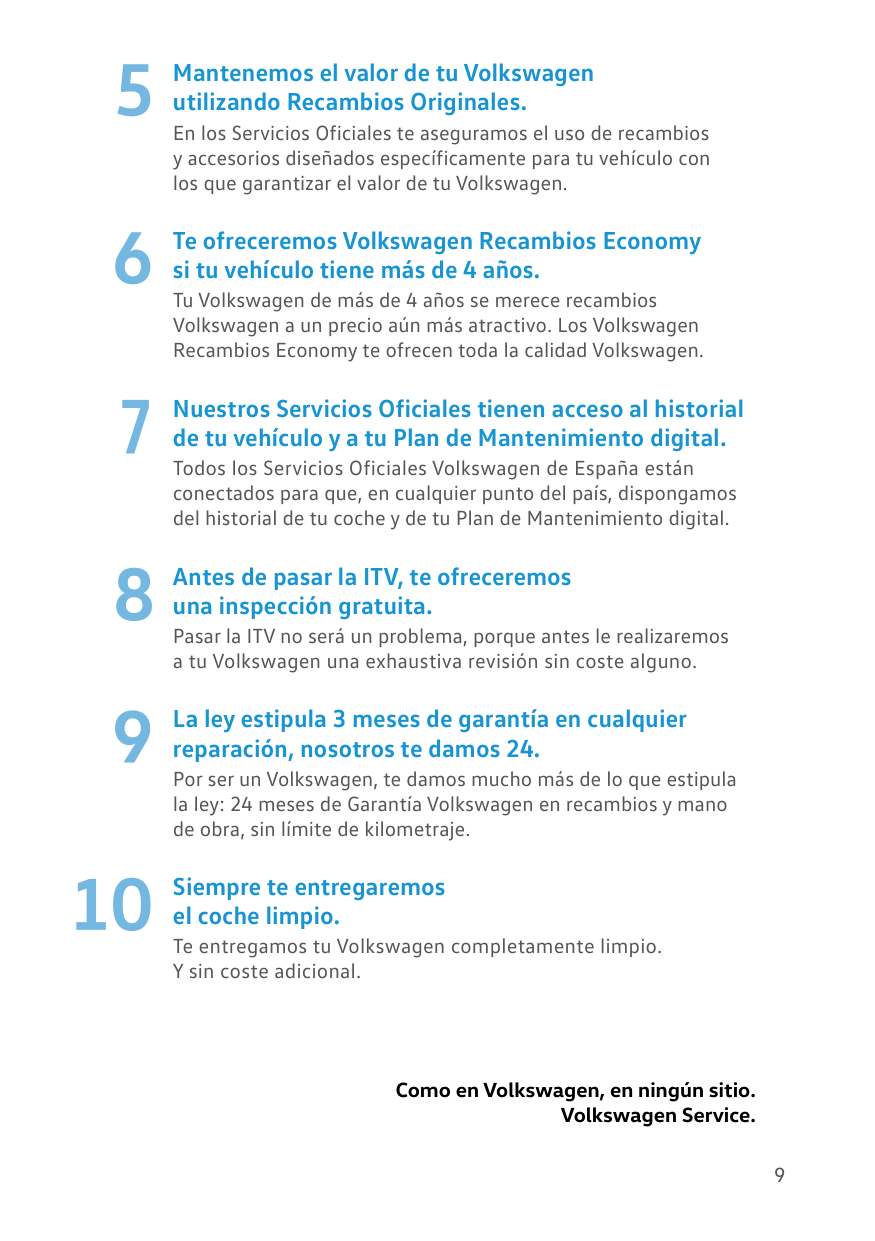 5
Mantenemos el valor de tu Volkswagen
utilizando Recambios Originales.
En los Servicios Oficiales te aseguramos el uso de recambios
y accesorios diseñados específicamente para tu vehículo con
los que garantizar el valor de tu Volkswagen.
6
Te ofreceremos Volkswagen Recambios Economy
si tu vehículo tiene más de 4 años.
Tu Volkswagen de más de 4 años se merece recambios
Volkswagen a un precio aún más atractivo. Los Volkswagen
Recambios Economy te ofrecen toda la calidad Volkswagen.
7
Nuestros Servicios Oficiales tienen acceso al historial
de tu vehículo y a tu Plan de Mantenimiento digital.
Todos los Servicios Oficiales Volkswagen de España están
conectados para que, en cualquier punto del país, dispongamos
del historial de tu coche y de tu Plan de Mantenimiento digital.
8
Antes de pasar la ITV, te ofreceremos
una inspección gratuita.
Pasar la ITV no será un problema, porque antes le realizaremos
a tu Volkswagen una exhaustiva revisión sin coste alguno.
9
La ley estipula 3 meses de garantía en cualquier
reparación, nosotros te damos 24.
Por ser un Volkswagen, te damos mucho más de lo que estipula
la ley: 24 meses de Garantía Volkswagen en recambios y mano
de obra, sin límite de kilometraje.
10
Siempre te entregaremos
el coche limpio.
Te entregamos tu Volkswagen completamente limpio.
Y sin coste adicional.
Como en Volkswagen, en ningún sitio.
Volkswagen Service.
9